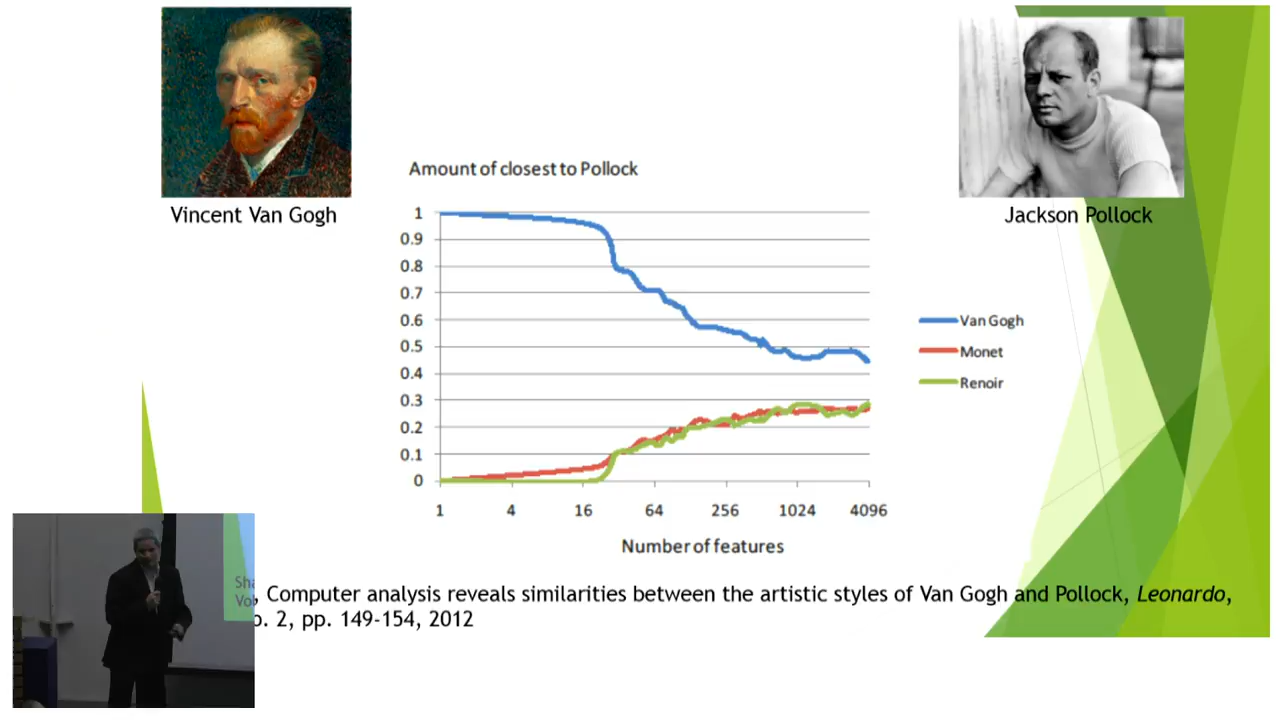 Vincent Van Gogh
Jackson Pollock
Amount of closest to Pollock
1
0.9
0.8
0.7
0.6
0.5
0.4
0.3
0.2
0.1
0
1 4 16 64 256 1024 4096
Number of features
Van Gogh
Monet
Renoir
Sha
Vol
, Computer analysis reveals similarities between the artistic styles of Van Gogh and Pollock, Leonardo,
. 2, pp. 149-154, 2012